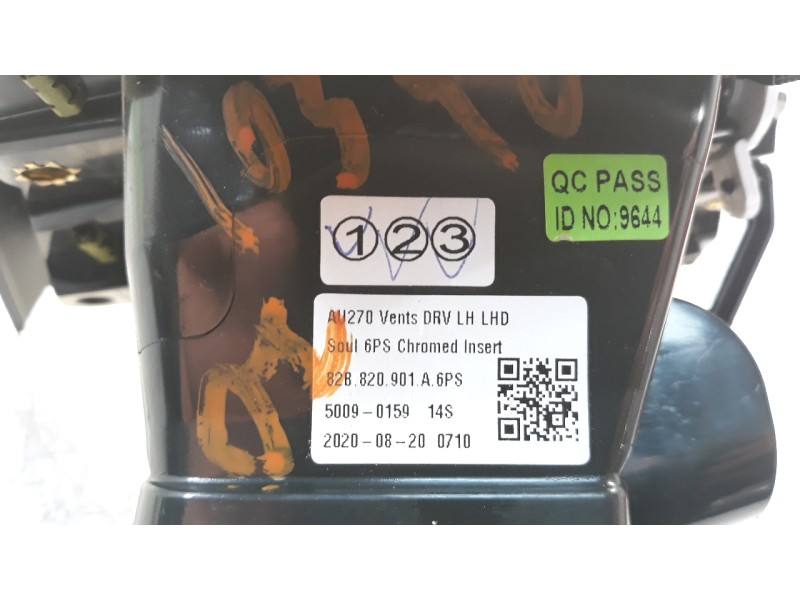 QC PASS
ID NO:9644
①②③
AU270 Vents DRV LH LHD
Soul 6PS Chromed Insert
82B.820.901.A.6PS
5009-0159 14S
2020-08-20 0710